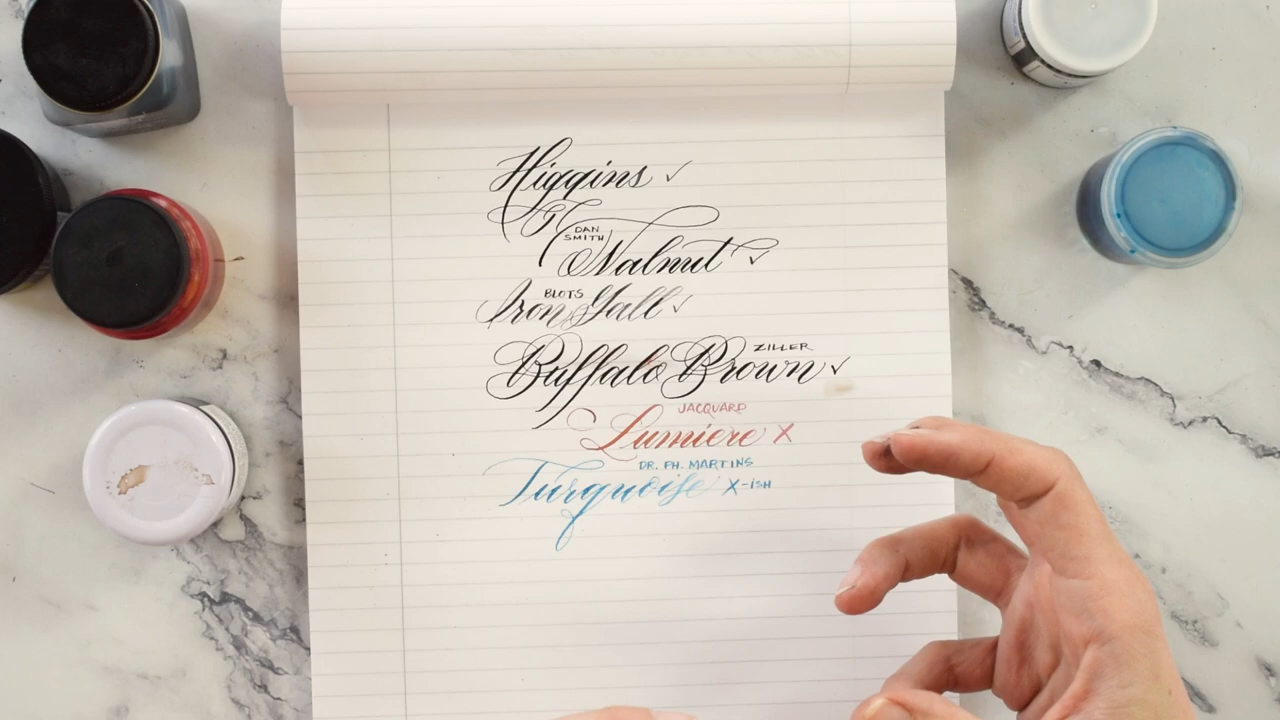 Higgins ✓
DAN SMITH
Walnut ✓
BLOTS
Iron Gall ✓
ZILLER
Buffalo Brown ✓
JACQUARD
Lumiere X
DR. PH. MARTINS
Turquoise X-ISH